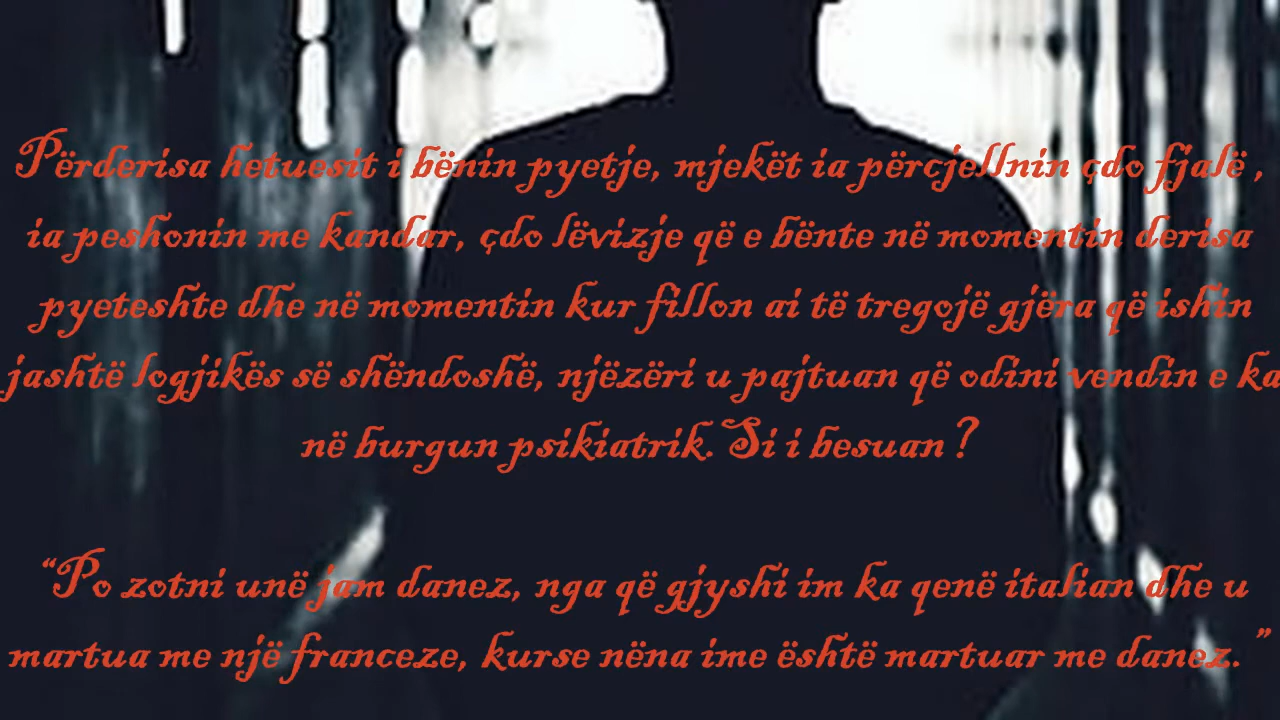 Përderisa hetuesit i bënin pyetje, mjekët ia përcjellnin çdo fjalë ,
ia peshonin me kandar, çdo lëvizje që e bënte në momentin derisa
pyeteshte dhe në momentin kur fillon ai të tregojë gjëra që ishin
jashtë logjikës së shëndoshë, njëzëri u pajtuan që odini vendin e ka
në burgun psikiatrik. Si i besuan ?
“Po zotni unë jam danez, nga që gjyshi im ka qenë italian dhe u
martua me një franceze, kurse nëna ime është martuar me danez. ”